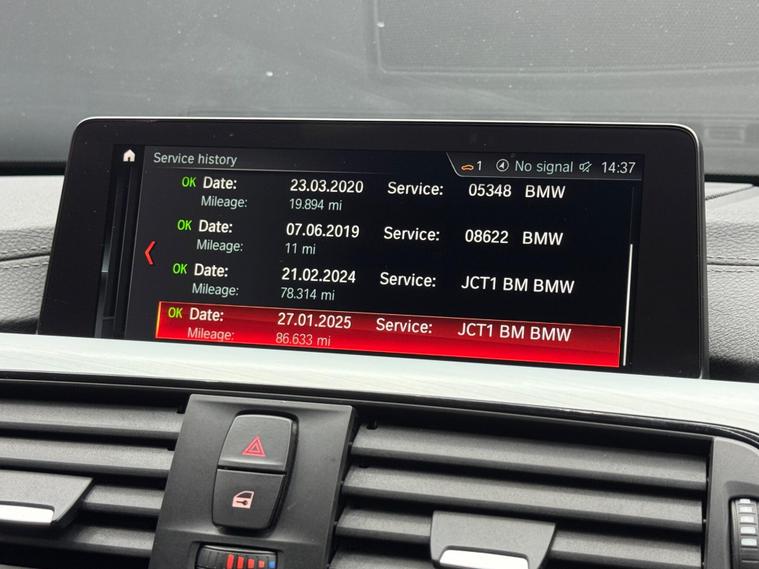 Service history
1 No signal 14:37
OK Date: 23.03.2020 Service: 05348 BMW
Mileage: 19.894 mi
OK Date: 07.06.2019 Service: 08622 BMW
Mileage: 11 mi
OK Date: 21.02.2024 Service: JCT1 BM BMW
Mileage: 78.314 mi
OK Date: 27.01.2025 Service: JCT1 BM BMW
Mileage: 86.633 mi